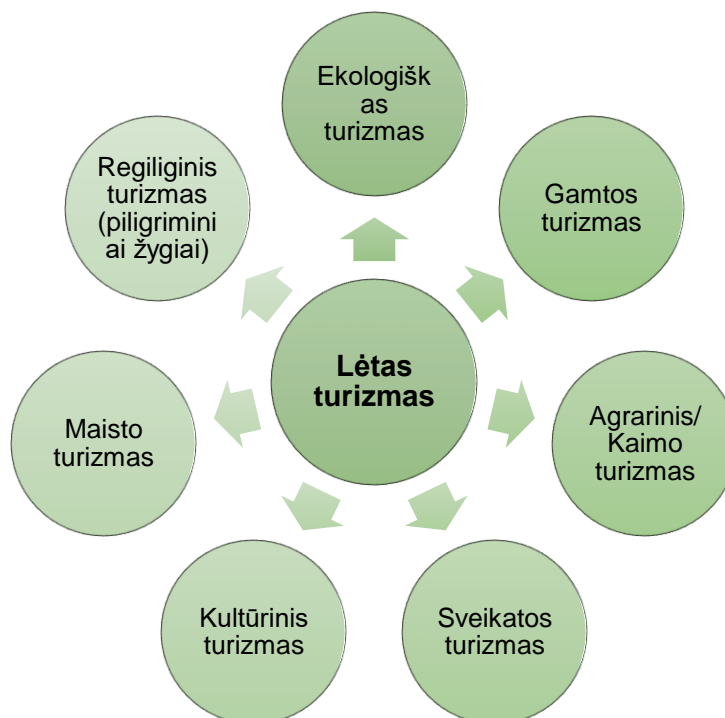 Ekologišk
as
turizmas
Gamtos
turizmas
Agrarinis/
Kaimo
turizmas
Sveikatos
turizmas
Kultūrinis
turizmas
Maisto
turizmas
Regiliginis
turizmas
(piligrimini
ai žygiai)
Lėtas
turizmas